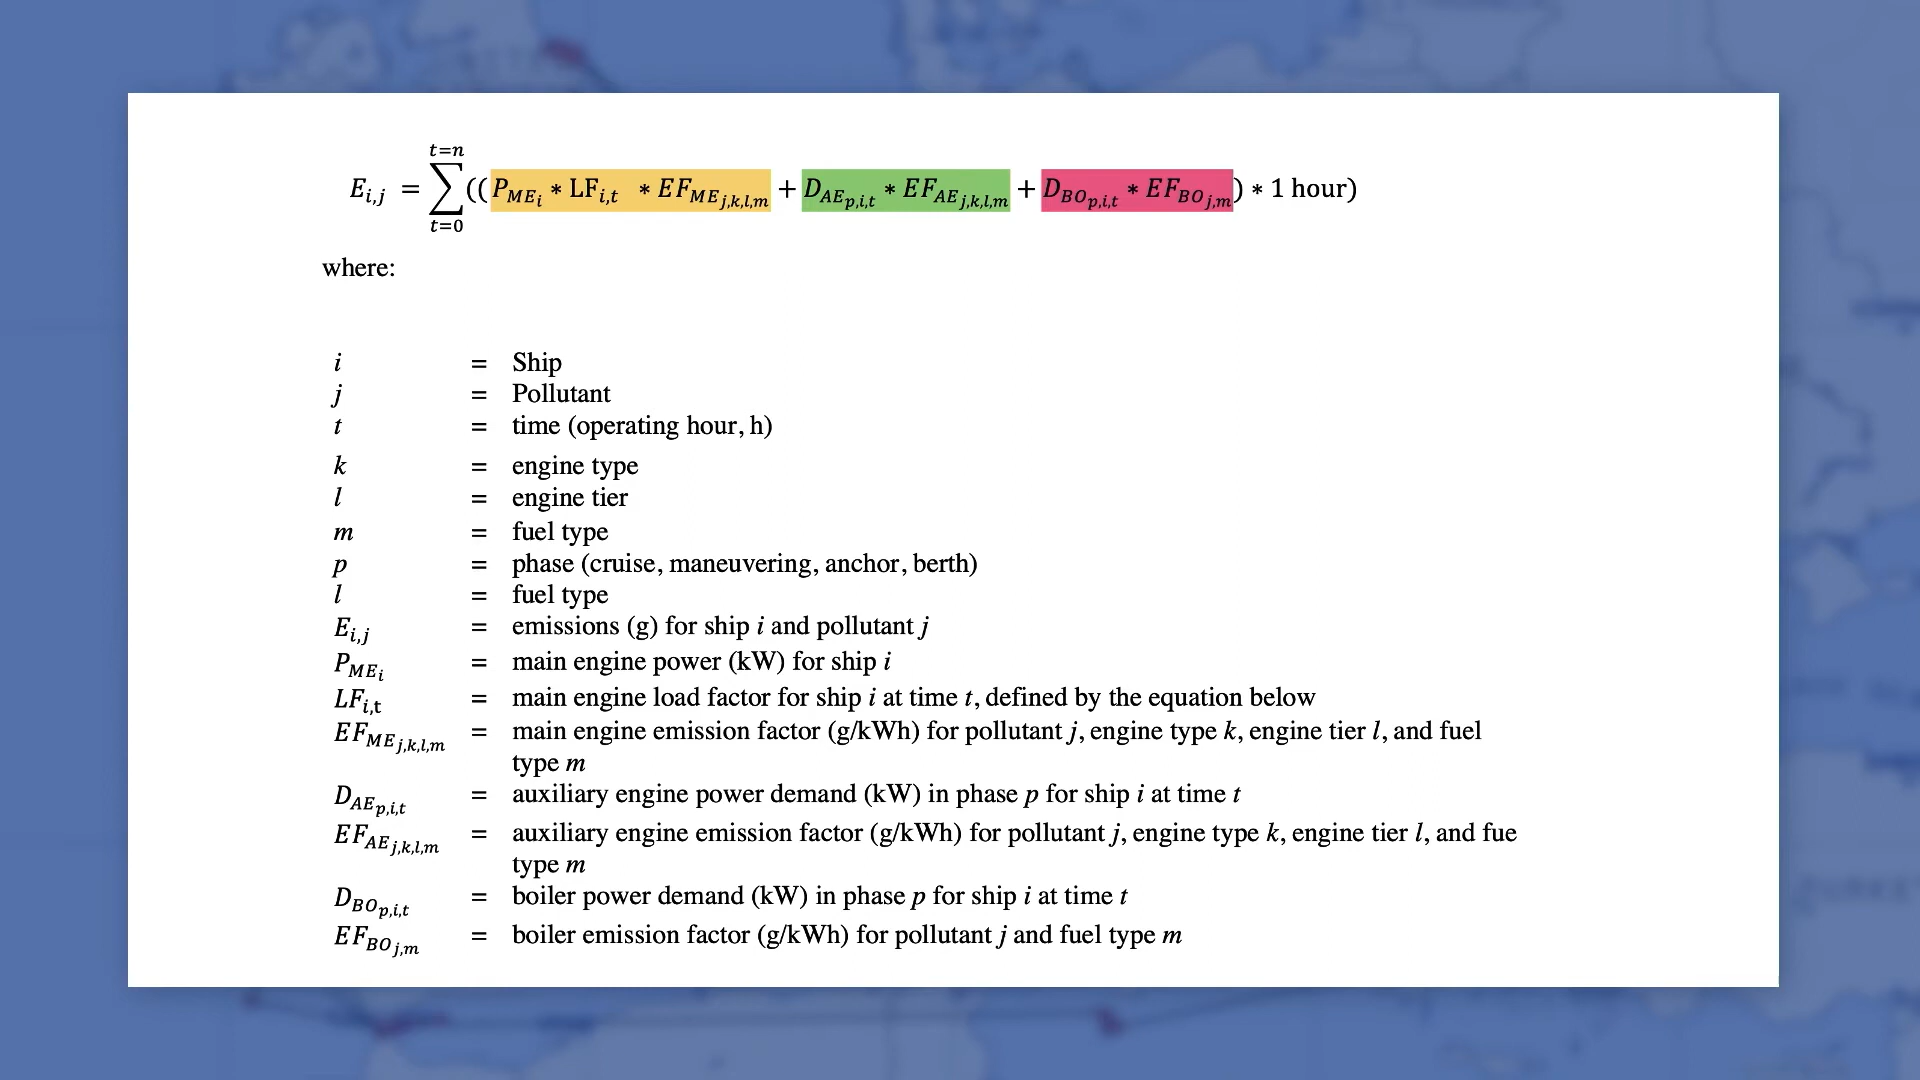 t=n
E_{i,j} = ∑ ((P_{ME_i} * LF_{i,t} * EF_{ME_{j,k,l,m}} + D_{AE_{p,i,t}} * EF_{AE_{j,k,l,m}} + D_{BO_{p,i,t}} * EF_{BO_{j,m}}) * 1 hour)
t=0
where:
i = Ship
j = Pollutant
t = time (operating hour, h)
k = engine type
l = engine tier
m = fuel type
p = phase (cruise, maneuvering, anchor, berth)
l = fuel type
E_{i,j} = emissions (g) for ship i and pollutant j
P_{ME_i} = main engine power (kW) for ship i
LF_{i,t} = main engine load factor for ship i at time t, defined by the equation below
EF_{ME_{j,k,l,m}} = main engine emission factor (g/kWh) for pollutant j, engine type k, engine tier l, and fuel
type m
D_{AE_{p,i,t}} = auxiliary engine power demand (kW) in phase p for ship i at time t
EF_{AE_{j,k,l,m}} = auxiliary engine emission factor (g/kWh) for pollutant j, engine type k, engine tier l, and fue
type m
D_{BO_{p,i,t}} = boiler power demand (kW) in phase p for ship i at time t
EF_{BO_{j,m}} = boiler emission factor (g/kWh) for pollutant j and fuel type m